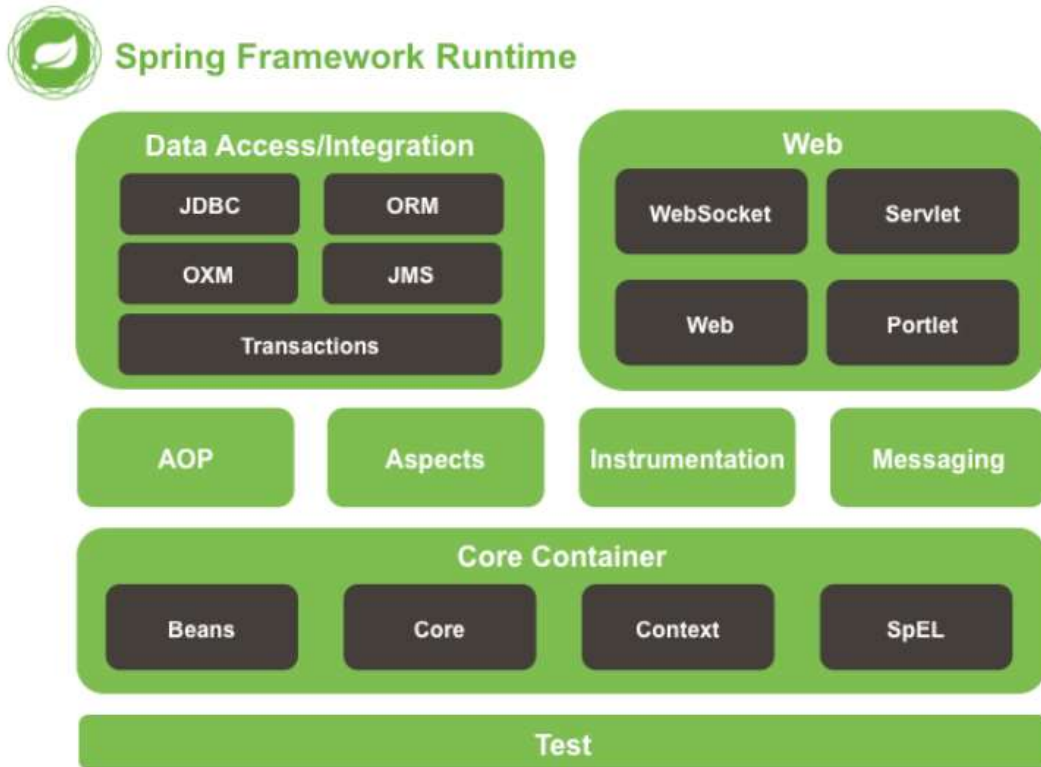 Spring Framework Runtime
Data Access/Integration
JDBC
ORM
OXM
JMS
Transactions
Web
WebSocket
Servlet
Web
Portlet
AOP
Aspects
Instrumentation
Messaging
Core Container
Beans
Core
Context
SpEL
Test